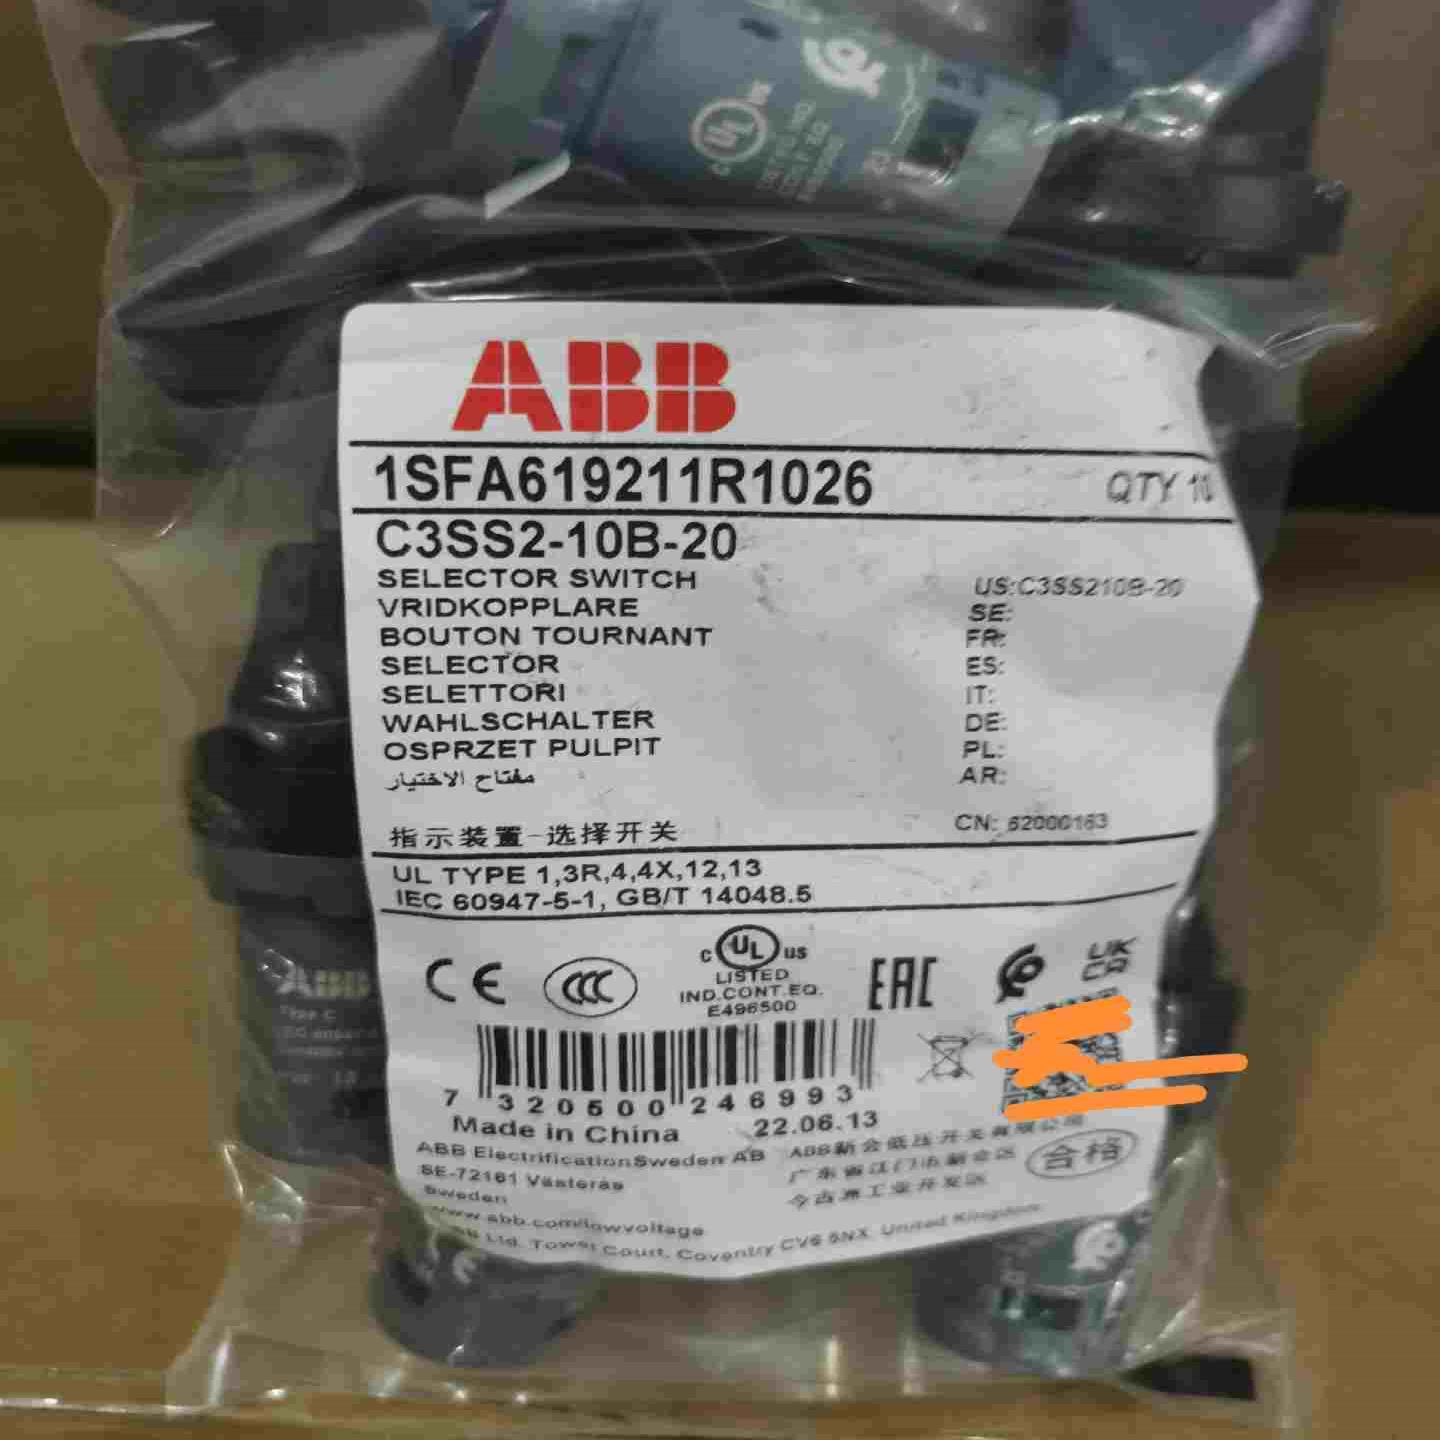 UL
ABB
1SFA619211R1026 QTY 10
C3SS2-10B-20
SELECTOR SWITCH US:C3SS210B-20
VRIDKOPPLARE SE:
BOUTON TOURNANT FR:
SELECTOR ES:
SELETTORI IT:
WAHLSCHALTER DE:
OSPRZET PULPIT PL:
مفتاح الاختيار AR:
指示装置-选择开关 CN: 62000163
UL TYPE 1,3R,4,4X,12,13
IEC 60947-5-1, GB/T 14048.5
CE CCC c UL us EAC UK CA
LISTED
IND.CONT.EQ.
E496500
7 320500 246993
Made in China 22.06.13
ABB Electrification Sweden AB ABB新会低压开关有限公司
SE-72161 Västerås 广东省江门市新会区
Sweden 今古洲工业开发区
合格
www.abb.com/lowvoltage
Ltd. Tower Court, Coventry CV6 5NX. United Kingdom
ABB
Type C